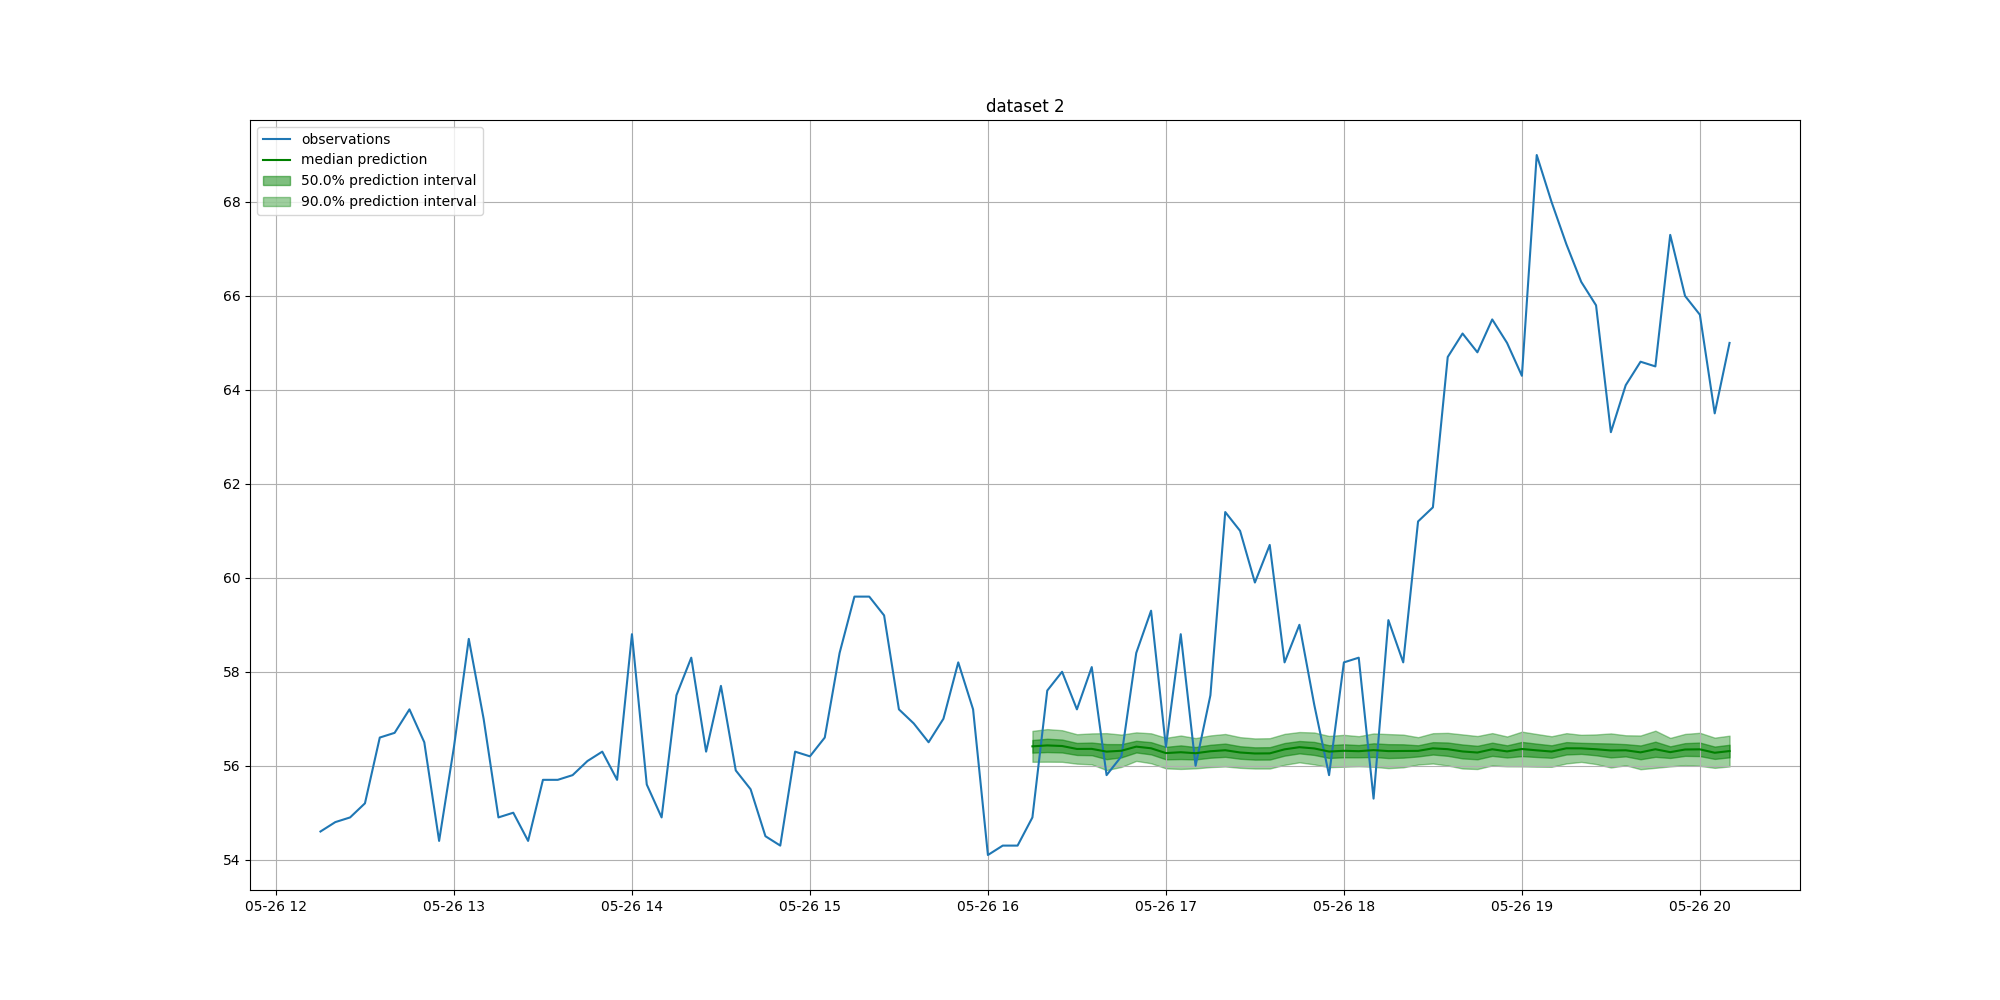 dataset 2
observations
median prediction
50.0% prediction interval
90.0% prediction interval
68
66
64
62
60
58
56
54
05-26 12 05-26 13 05-26 14 05-26 15 05-26 16 05-26 17 05-26 18 05-26 19 05-26 20